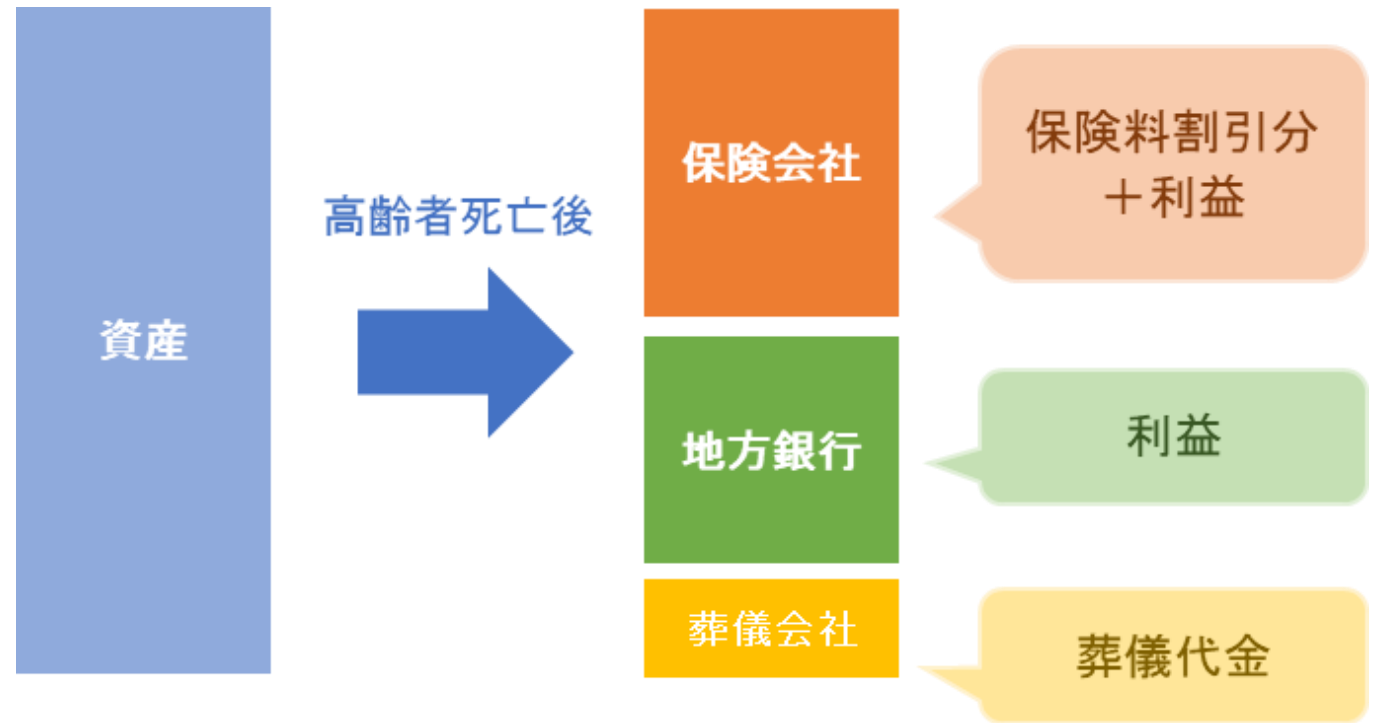 資産
高齢者死亡後
保険会社
保険料割引分
＋利益
地方銀行
利益
葬儀会社
葬儀代金